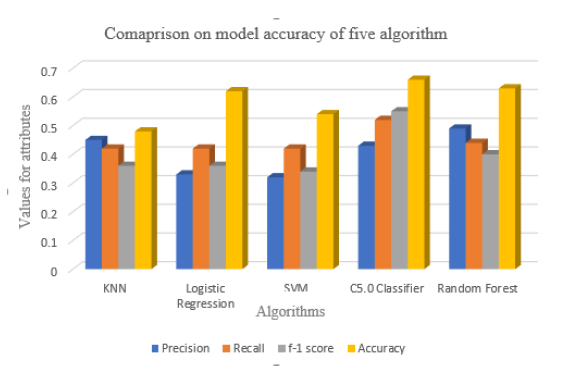 Comaprison on model accuracy of five algorithm
Values for attributes
0.7
0.6
0.5
0.4
0.3
0.2
0.1
0
KNN
Logistic
Regression
SVM
C5.0 Classifier
Random Forest
Algorithms
Precision
Recall
f-1 score
Accuracy